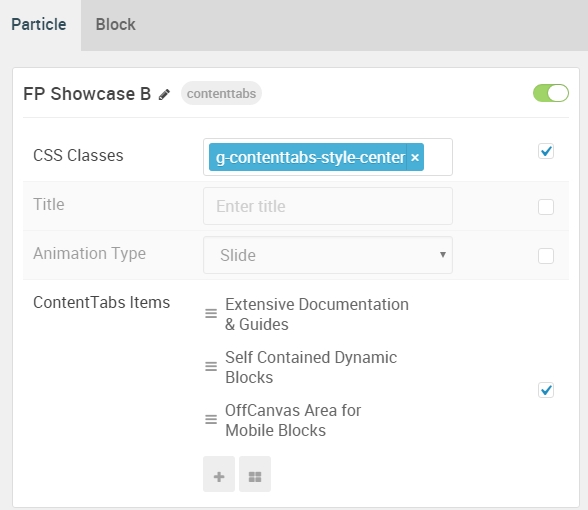 Particle Block
FP Showcase B contenttabs
CSS Classes g-contenttabs-style-center ×
Title Enter title
Animation Type Slide
ContentTabs Items Extensive Documentation
& Guides
Self Contained Dynamic
Blocks
OffCanvas Area for
Mobile Blocks